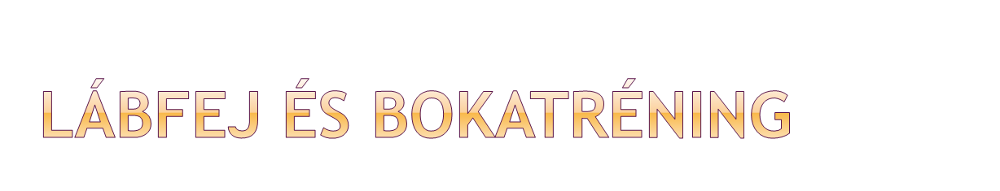 LÁBFEJ ÉS BOKATRÉNING